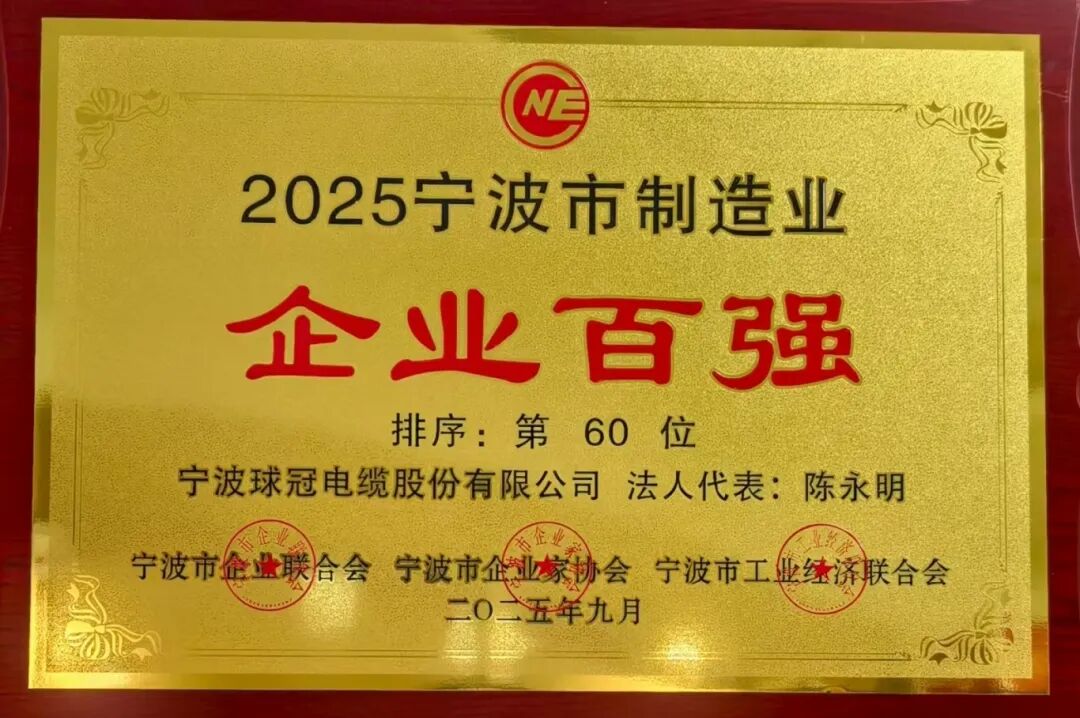 CNE
2025宁波市制造业
企业百强
排序：第 60 位
宁波球冠电缆股份有限公司 法人代表：陈永明
宁波市企业联合会 宁波市企业家协会 宁波市工业经济联合会
二〇二五年九月